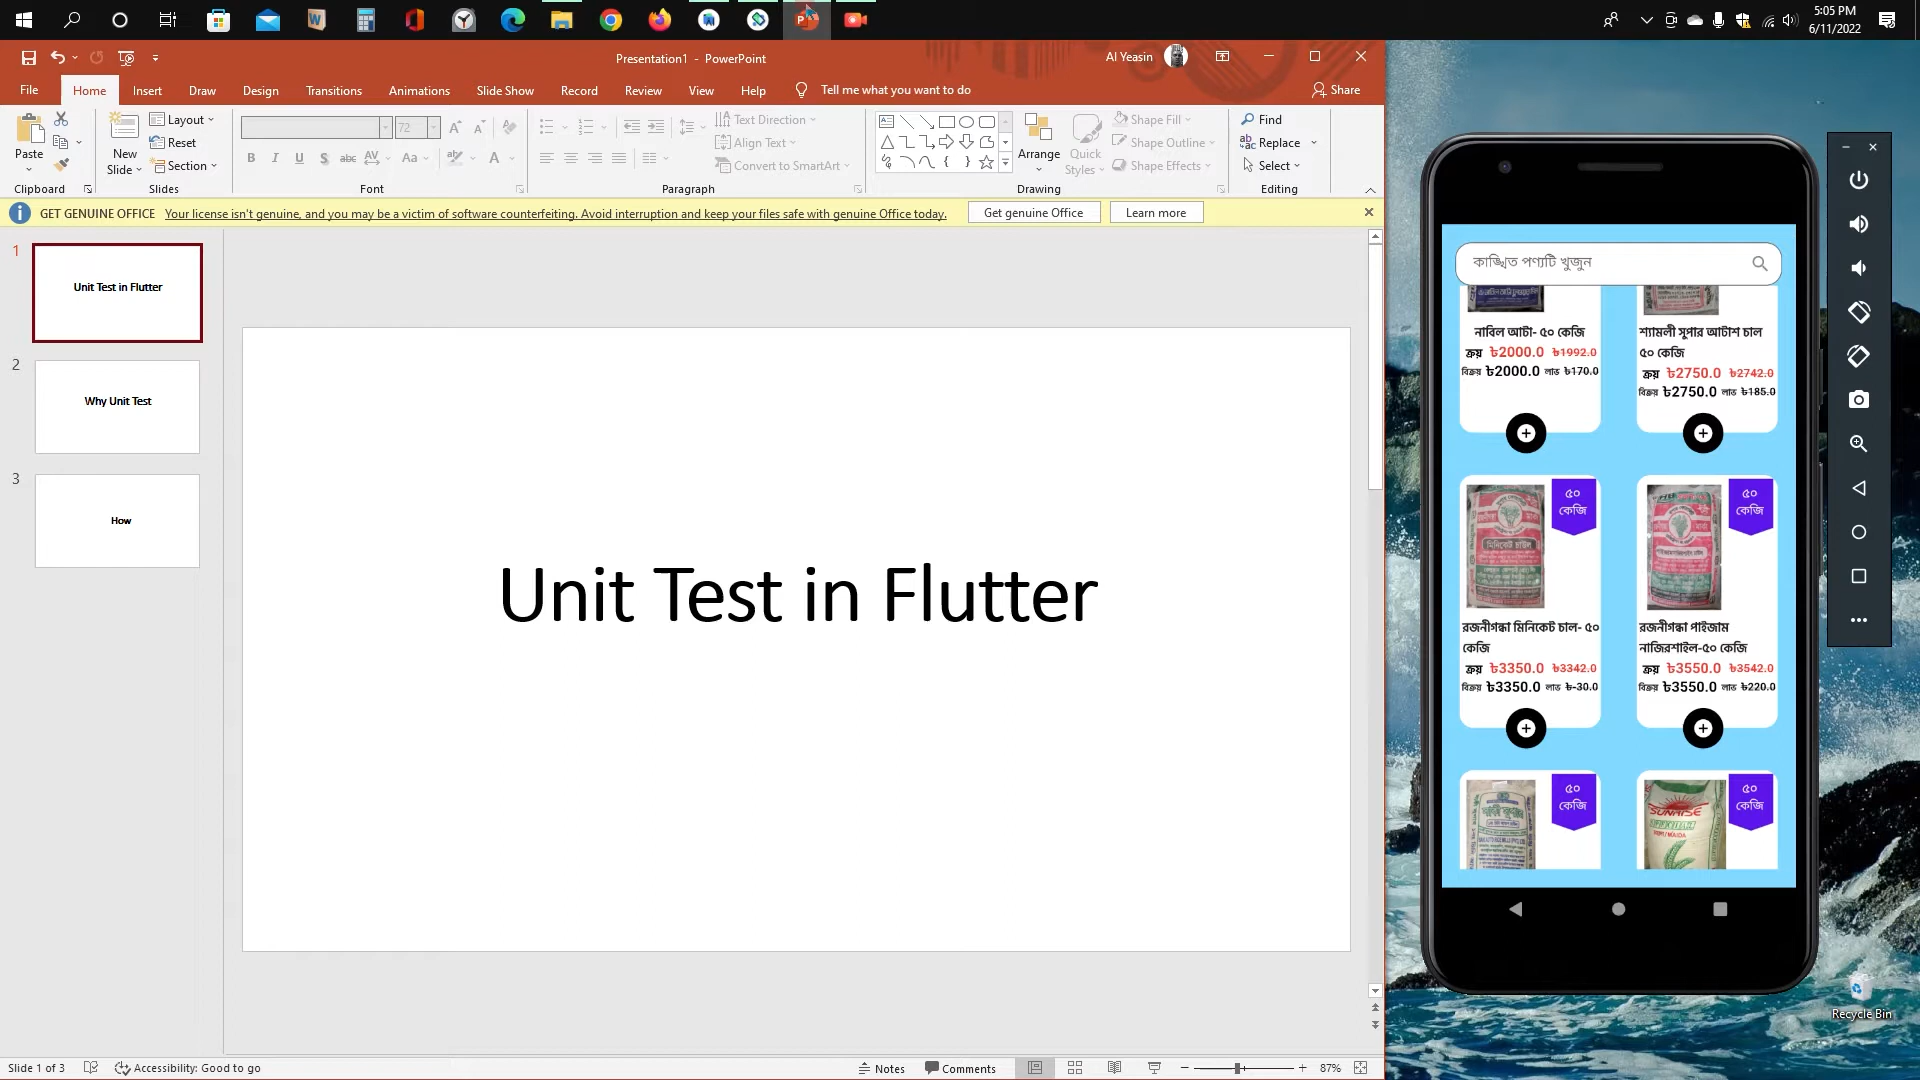 5:05 PM
6/11/2022
Presentation1 - PowerPoint
Al Yeasin
File Home Insert Draw Design Transitions Animations Slide Show Record Review View Help Tell me what you want to do Share
Paste
Clipboard
New
Slide
Layout
Reset
Section
Slides
72
B I U S abc AV Aa A
Font
Text Direction
Align Text
Convert to SmartArt
Paragraph
Arrange
Quick
Styles
Shape Fill
Shape Outline
Shape Effects
Drawing
Find
Replace
Select
Editing
GET GENUINE OFFICE Your license isn't genuine, and you may be a victim of software counterfeiting. Avoid interruption and keep your files safe with genuine Office today. Get genuine Office Learn more
1
Unit Test in Flutter
2
Why Unit Test
3
How
Unit Test in Flutter
Slide 1 of 3 Accessibility: Good to go Notes Comments 87%
কাঙ্খিত পণ্যটি খুজুন
নাবিল আটা- ৫০ কেজি
ক্রয় ৳2000.0 ৳1992.0
বিক্রয় ৳2000.0 লাভ ৳170.0
শ্যামলী সুপার আটাশ চাল
৫০ কেজি
ক্রয় ৳2750.0 ৳2742.0
বিক্রয় ৳2750.0 লাভ ৳185.0
৫০
কেজি
মিনিকেট চাউল
রজনীগন্ধা মিনিকেট চাল- ৫০
কেজি
ক্রয় ৳3350.0 ৳3342.0
বিক্রয় ৳3350.0 লাভ ৳-30.0
৫০
কেজি
রজনীগন্ধা পাইজাম
নাজিরশাইল-৫০ কেজি
ক্রয় ৳3550.0 ৳3542.0
বিক্রয় ৳3550.0 লাভ ৳220.0
৫০
কেজি
৫০
কেজি
SUNRISE
Recycle Bin